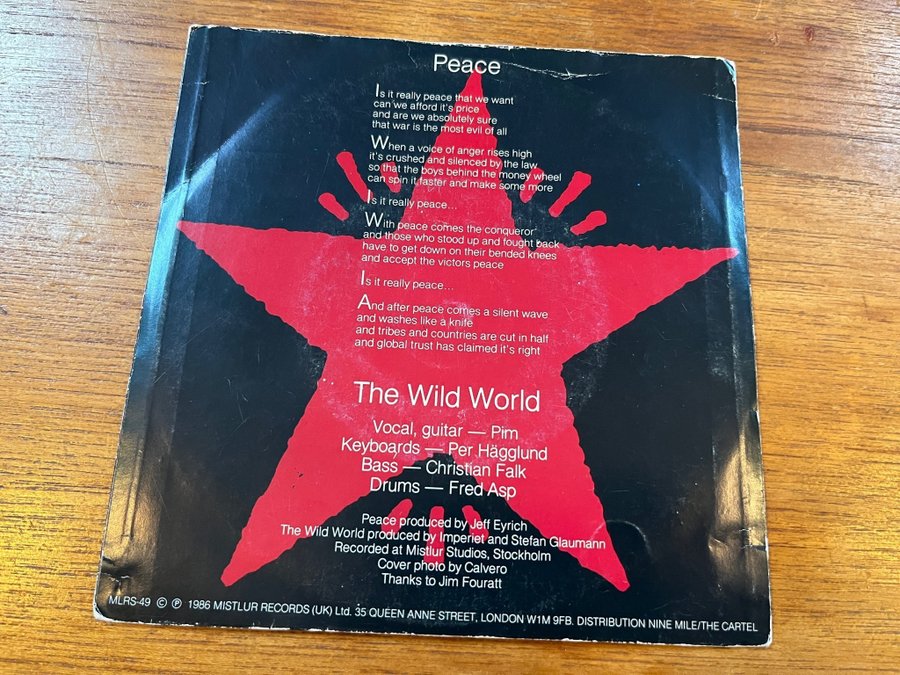 Peace
Is it really peace that we want
can we afford it's price
and are we absolutely sure
that war is the most evil of all
When a voice of anger rises high
it's crushed and silenced by the law
so that the boys behind the money wheel
can spin it faster and make some more
Is it really peace...
With peace comes the conqueror
and those who stood up and fought back
have to get down on their bended knees
and accept the victors peace
Is it really peace...
And after peace comes a silent wave
and washes like a knife
and tribes and countries are cut in half
and global trust has claimed it's right
The Wild World
Vocal, guitar — Pim
Keyboards — Per Hägglund
Bass — Christian Falk
Drums — Fred Asp
Peace produced by Jeff Eyrich
The Wild World produced by Imperiet and Stefan Glaumann
Recorded at Mistlur Studios, Stockholm
Cover photo by Calvero
Thanks to Jim Fouratt
MLRS-49 © ℗ 1986 MISTLUR RECORDS (UK) Ltd. 35 QUEEN ANNE STREET, LONDON W1M 9FB. DISTRIBUTION NINE MILE/THE CARTEL